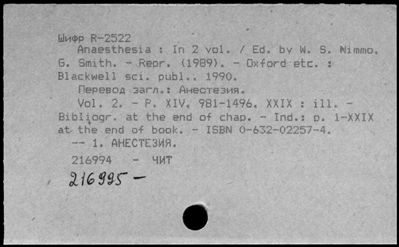 Шифр R-2522
Anaesthesia : In 2 vol. / Ed. by W. S. Nimmo,
G. Smith. - Repr. (1989). - Oxford etc. :
Blackwell sci. publ., 1990.
Перевод загл.: Анестезия.
Vol. 2. - P. XIV, 981-1496, XXIX : ill. -
Bibliogr. at the end of chap. - Ind.: p. 1-XXIX
at the end of book. - ISBN 0-632-02257-4.
-- 1. АНЕСТЕЗИЯ.
216994 - ЧИТ
216995 -